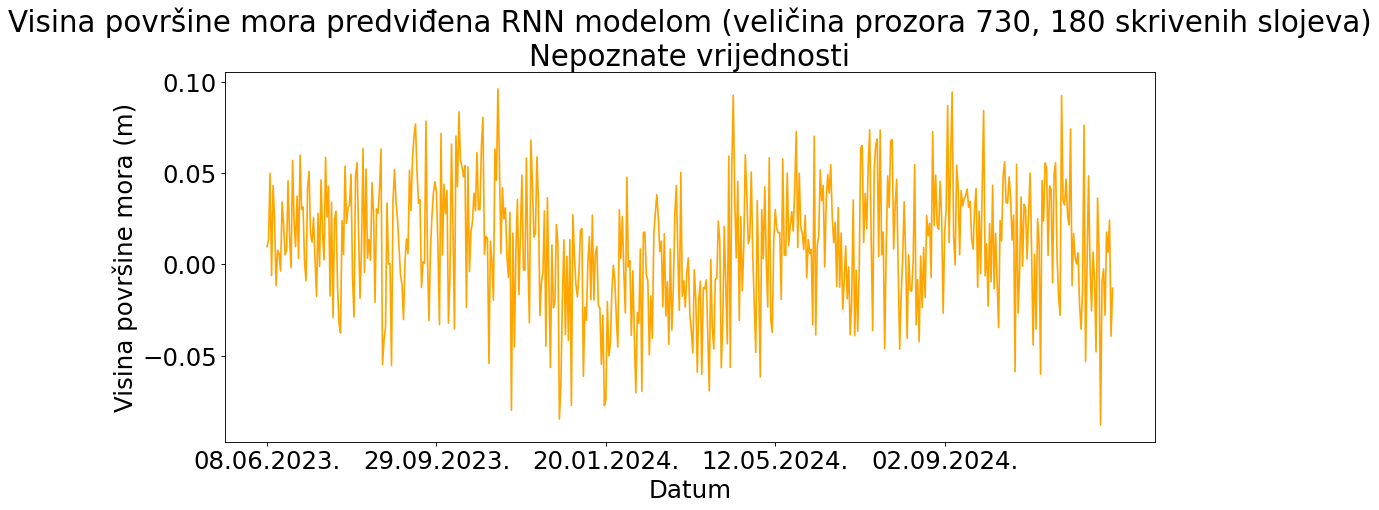 Visina površine mora predviđena RNN modelom (veličina prozora 730, 180 skrivenih slojeva)
Nepoznate vrijednosti
Visina površine mora (m)
0.10
0.05
0.00
−0.05
08.06.2023. 29.09.2023. 20.01.2024. 12.05.2024. 02.09.2024.
Datum